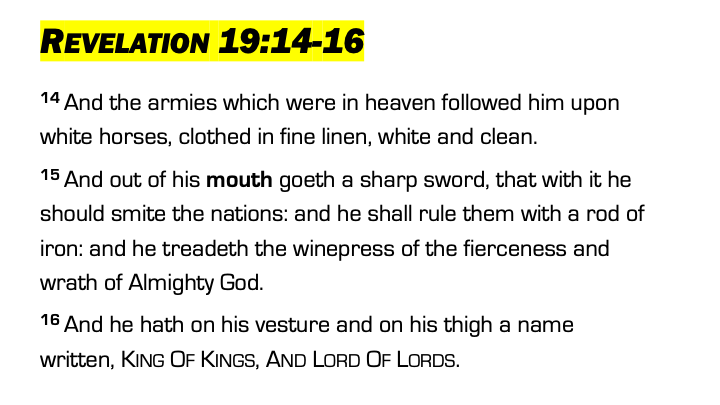 REVELATION 19:14-16
14 And the armies which were in heaven followed him upon
white horses, clothed in fine linen, white and clean.
15 And out of his mouth goeth a sharp sword, that with it he
should smite the nations: and he shall rule them with a rod of
iron: and he treadeth the winepress of the fierceness and
wrath of Almighty God.
16 And he hath on his vesture and on his thigh a name
written, KING OF KINGS, AND LORD OF LORDS.